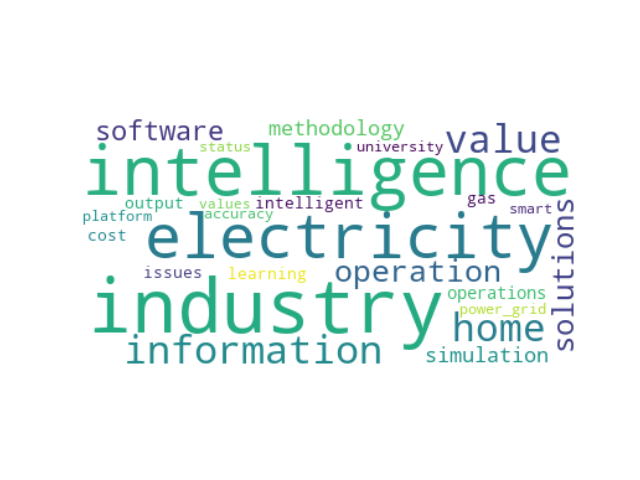 software methodology value
status university
intelligence
output values intelligent gas smart
platform accuracy
cost electricity solutions
issues learning operation
industry operations
power_grid
information home
simulation